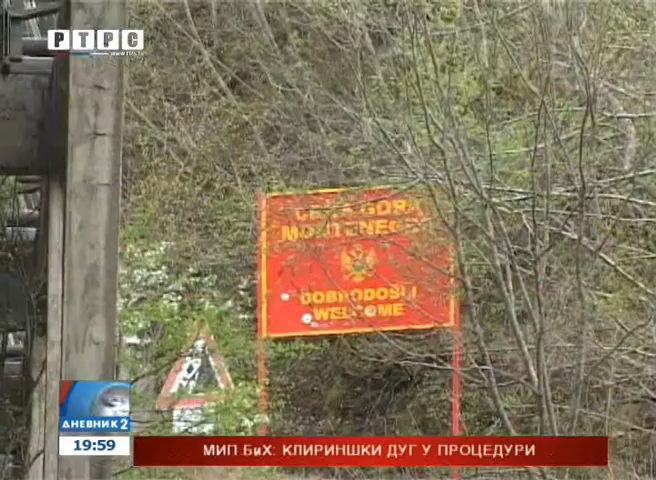 РТРС
CRNA GORA
MONTENEGRO
DOBRODOŠLI
WELCOME
ДНЕВНИК 2
19:59
МИП БиХ: КЛИРИНШКИ ДУГ У ПРОЦЕДУРИ